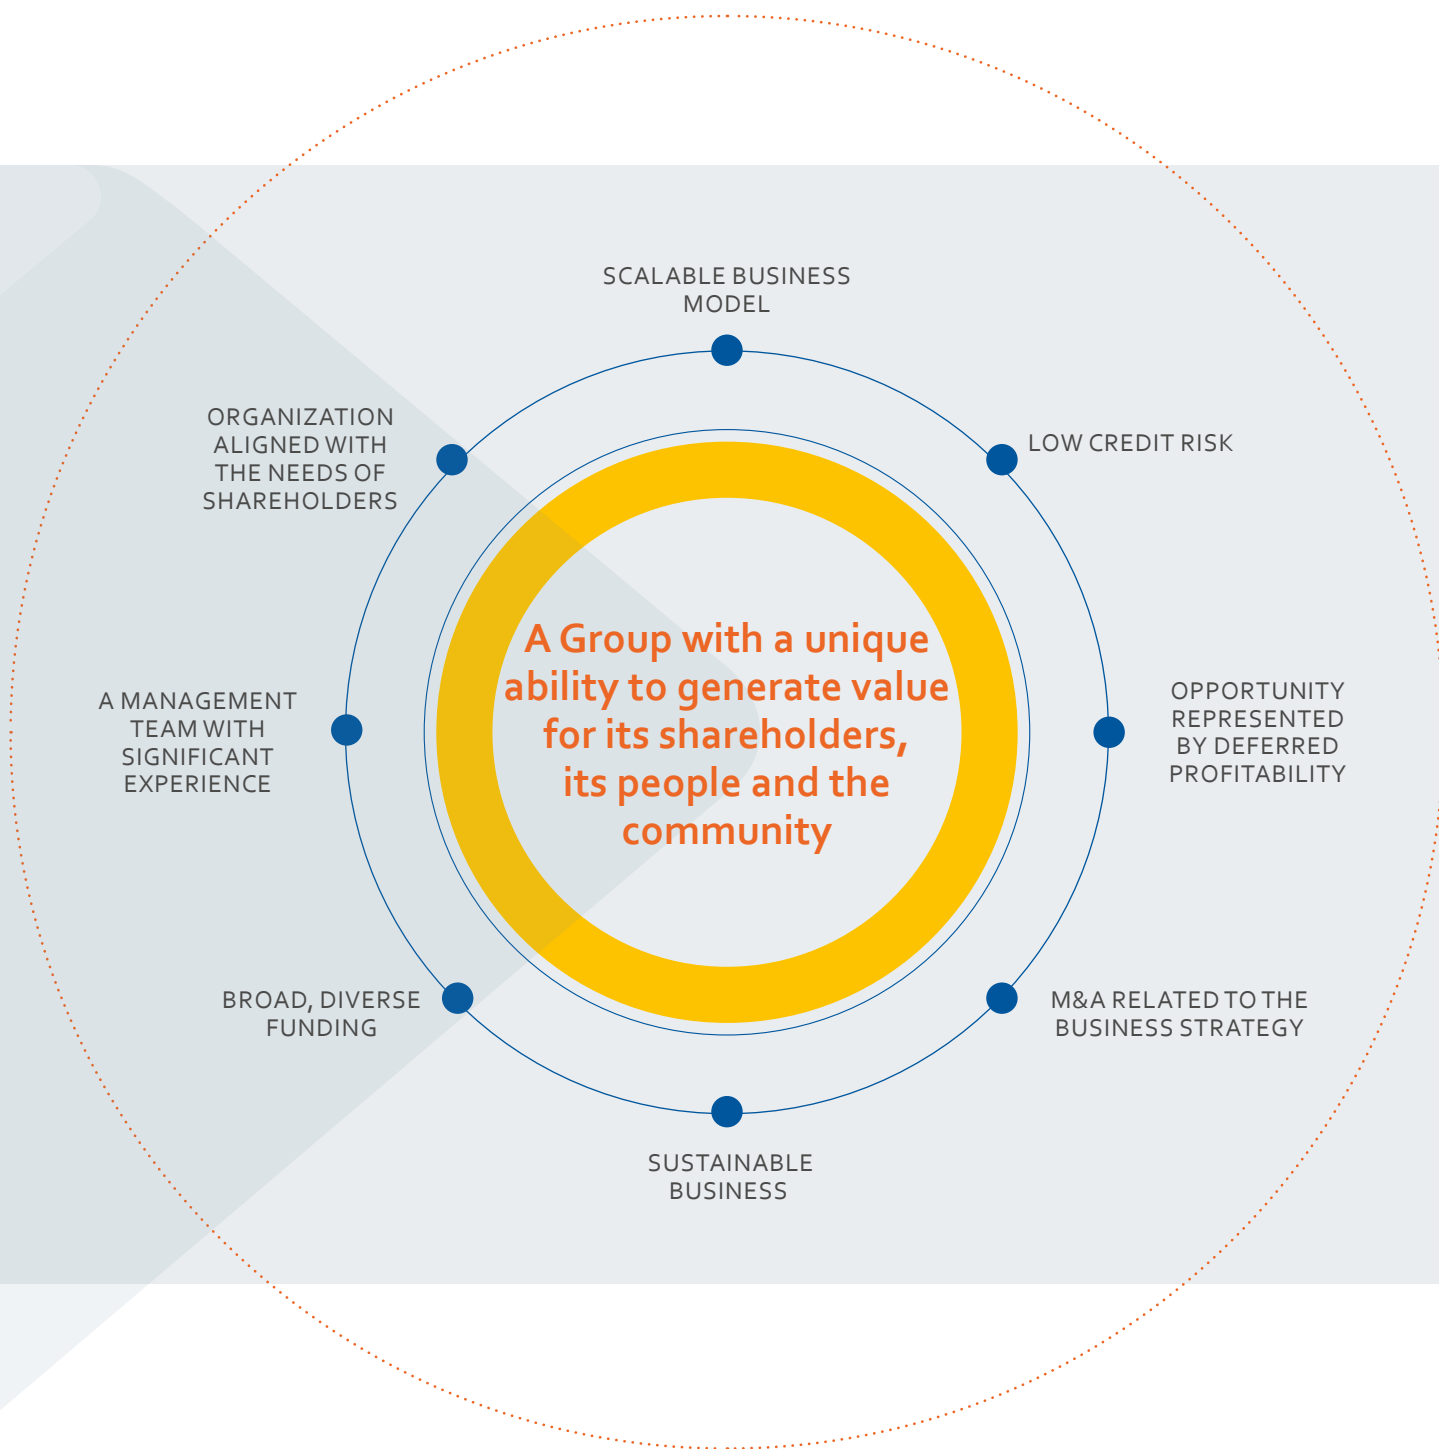 SCALABLE BUSINESS
MODEL
LOW CREDIT RISK
OPPORTUNITY
REPRESENTED
BY DEFERRED
PROFITABILITY
M&A RELATED TO THE
BUSINESS STRATEGY
SUSTAINABLE
BUSINESS
BROAD, DIVERSE
FUNDING
A MANAGEMENT
TEAM WITH
SIGNIFICANT
EXPERIENCE
ORGANIZATION
ALIGNED WITH
THE NEEDS OF
SHAREHOLDERS
A Group with a unique
ability to generate value
for its shareholders,
its people and the
community